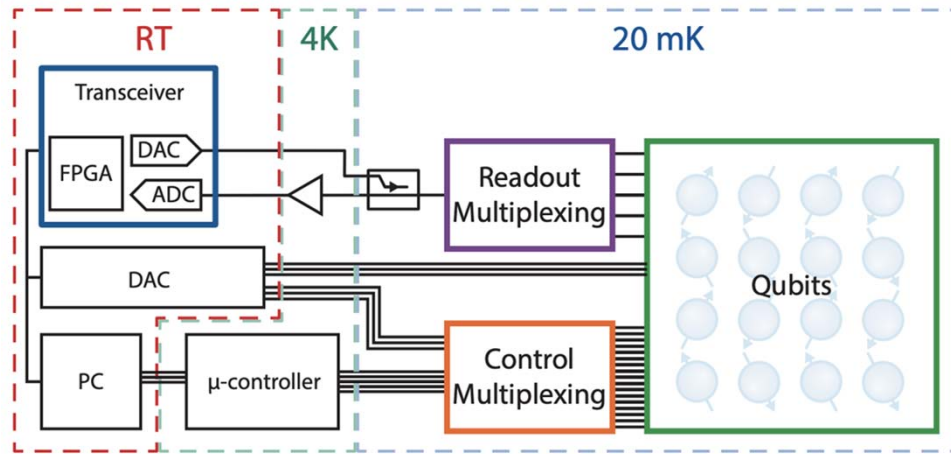 RT
4K
20 mK
Transceiver
FPGA
DAC
ADC
Readout
Multiplexing
DAC
Qubits
PC
μ-controller
Control
Multiplexing